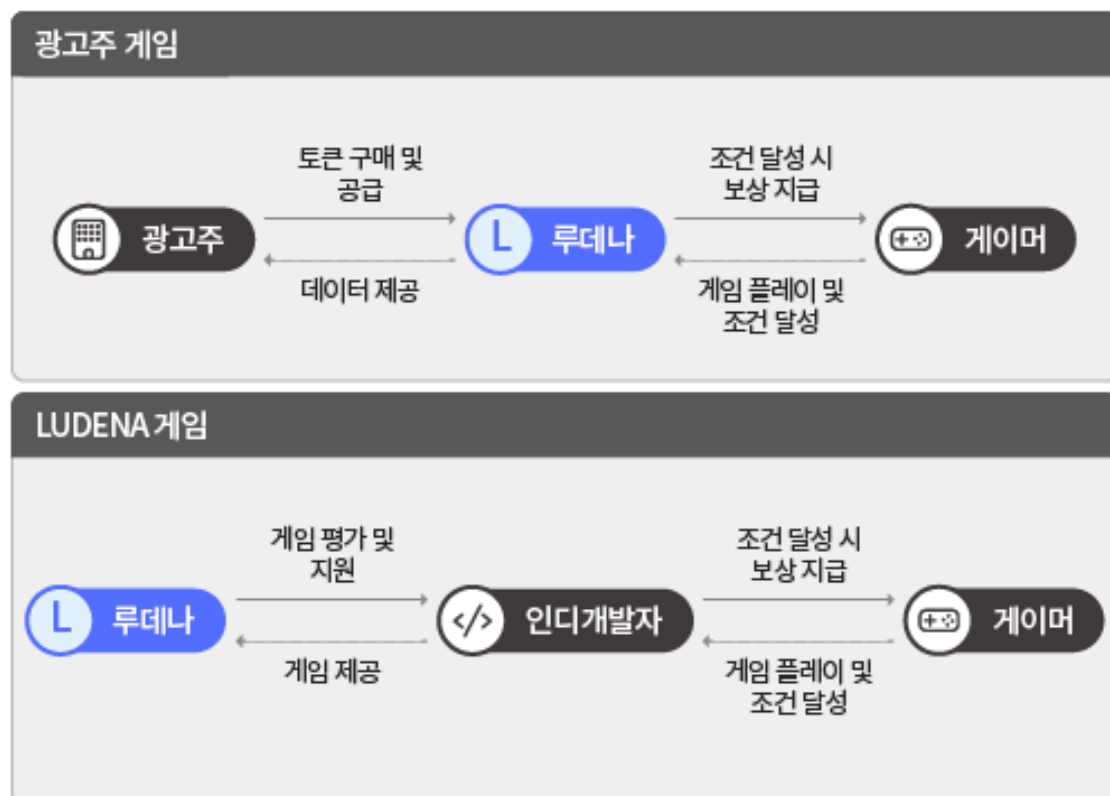 광고주 게임
토큰 구매 및
공급
조건 달성 시
보상 지급
광고주
L 루데나
게이머
데이터 제공
게임 플레이 및
조건 달성
LUDENA 게임
게임 평가 및
지원
조건 달성 시
보상 지급
L 루데나
</> 인디개발자
게이머
게임 제공
게임 플레이 및
조건 달성